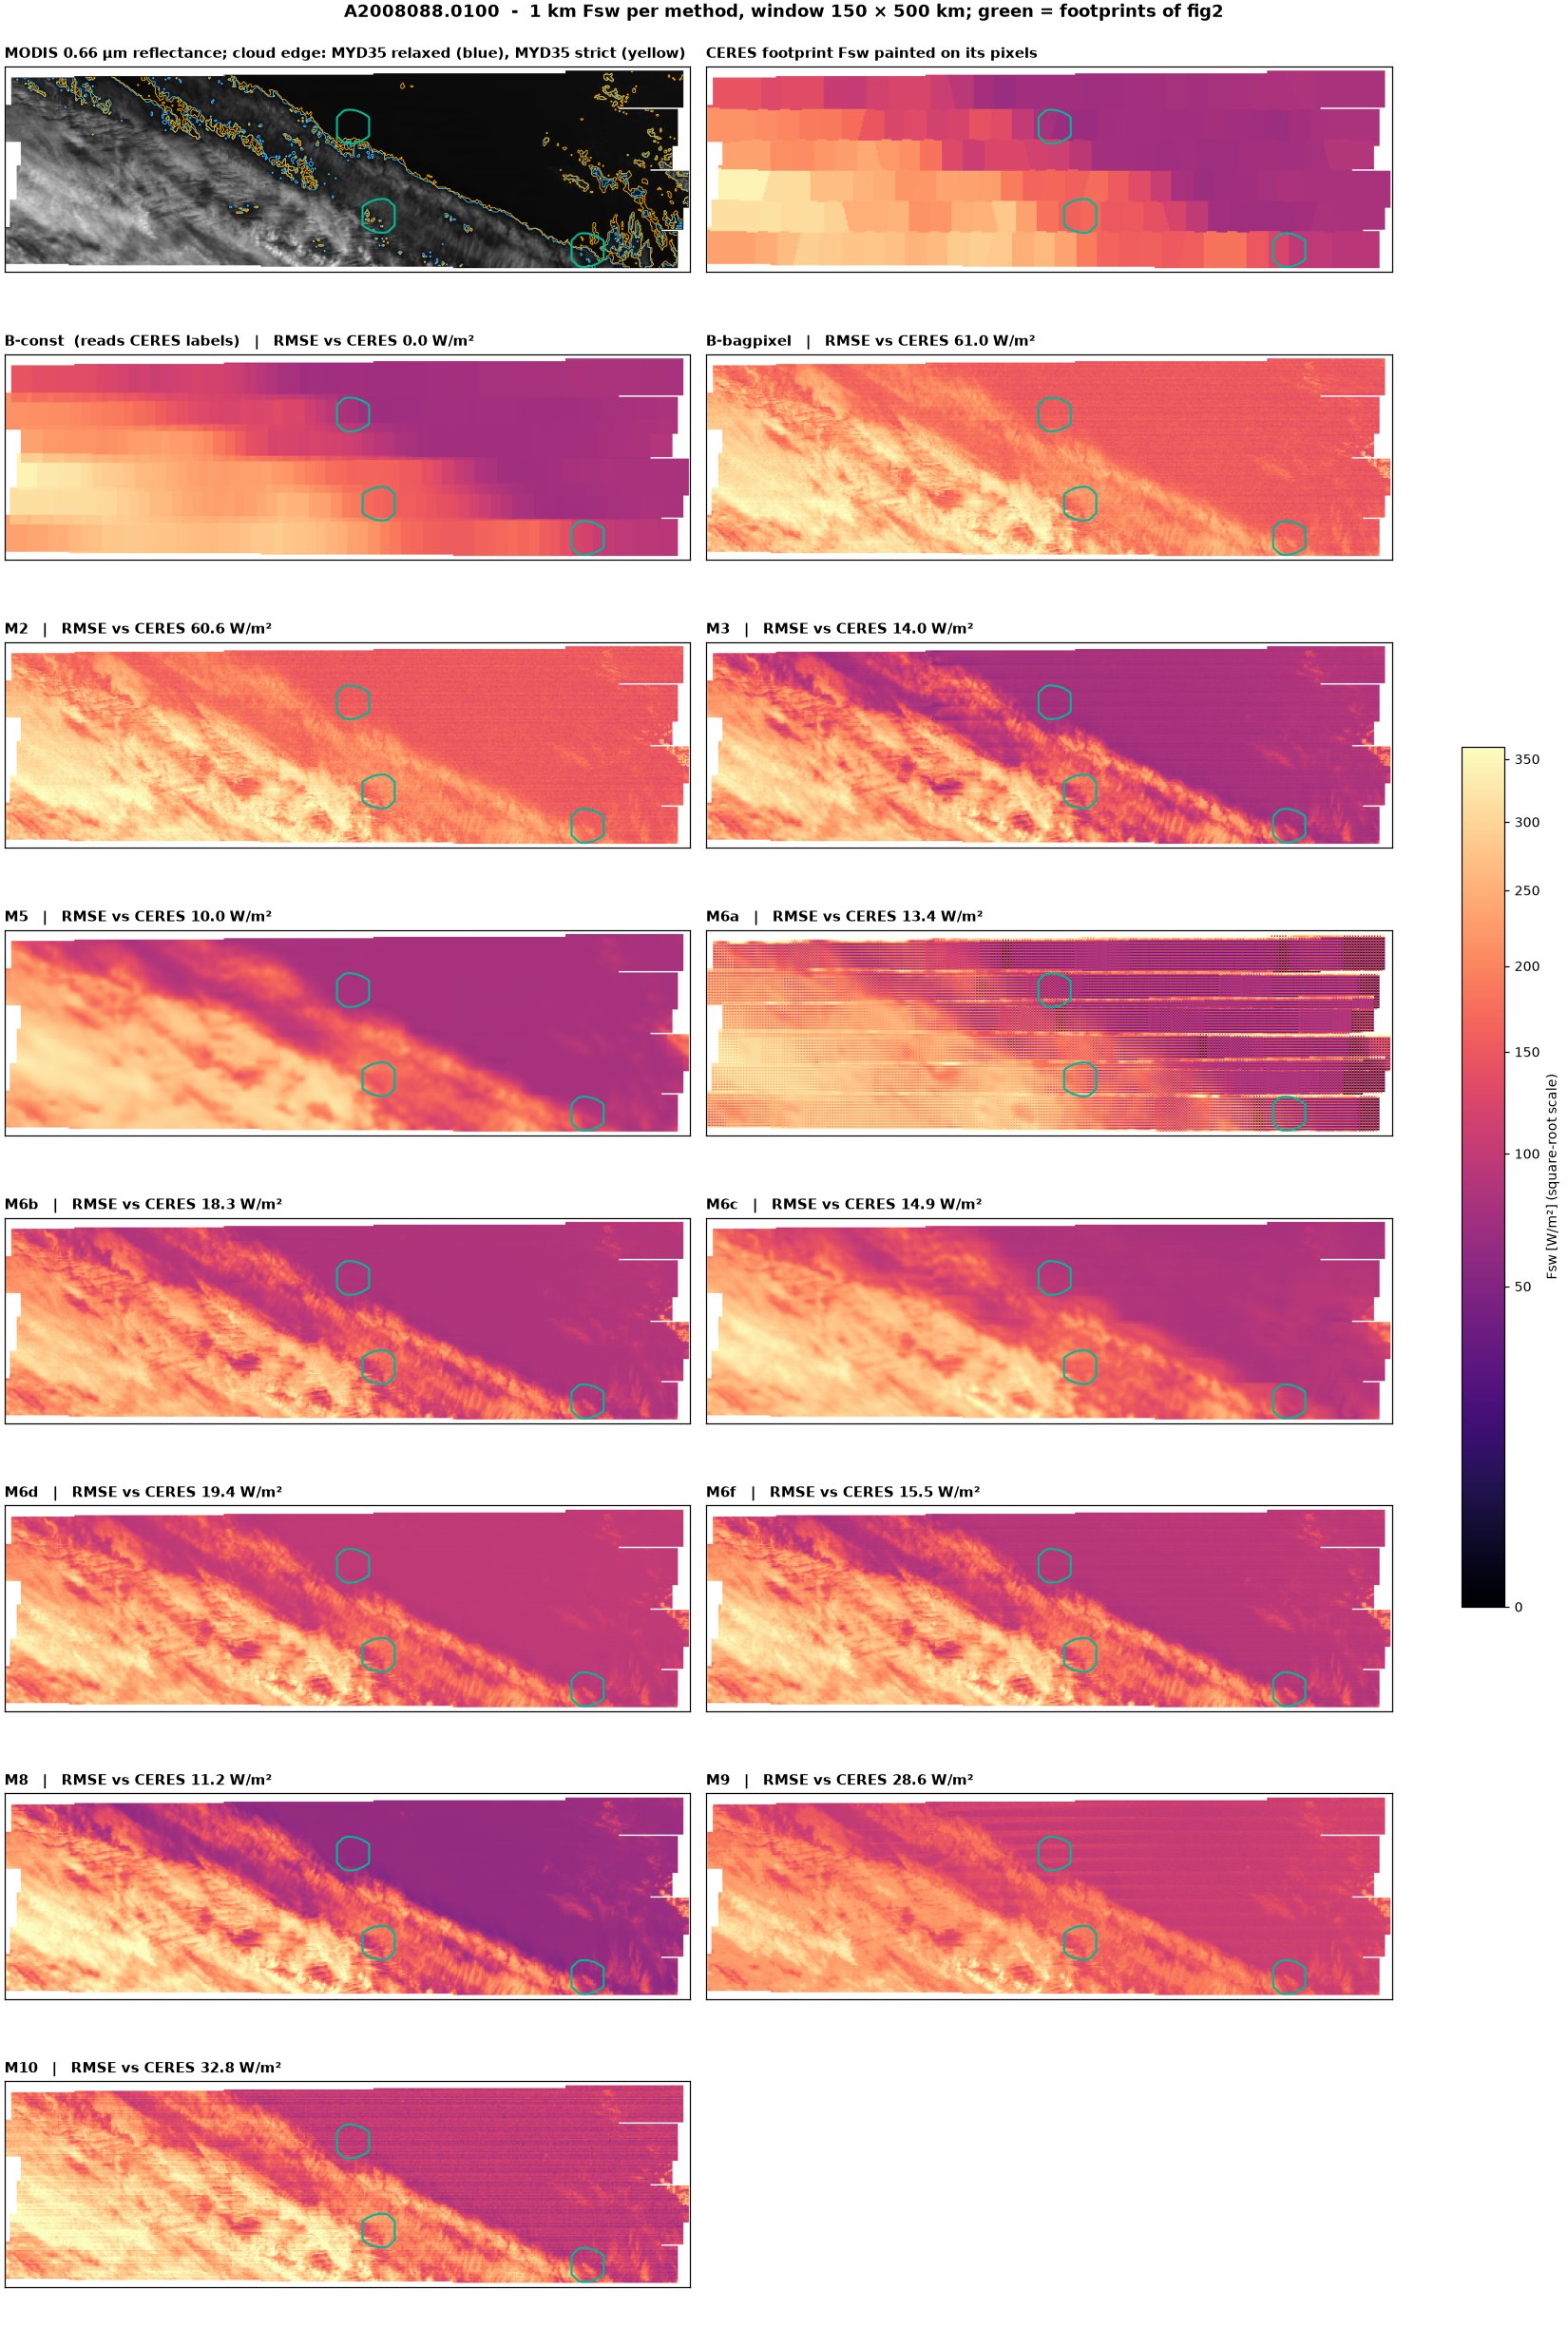 A2008088.0100 - 1 km Fsw per method, window 150 × 500 km; green = footprints of fig2
MODIS 0.66 µm reflectance; cloud edge: MYD35 relaxed (blue), MYD35 strict (yellow)
CERES footprint Fsw painted on its pixels
B-const (reads CERES labels) | RMSE vs CERES 0.0 W/m²
B-bagpixel | RMSE vs CERES 61.0 W/m²
M2 | RMSE vs CERES 60.6 W/m²
M3 | RMSE vs CERES 14.0 W/m²
M5 | RMSE vs CERES 10.0 W/m²
M6a | RMSE vs CERES 13.4 W/m²
M6b | RMSE vs CERES 18.3 W/m²
M6c | RMSE vs CERES 14.9 W/m²
M6d | RMSE vs CERES 19.4 W/m²
M6f | RMSE vs CERES 15.5 W/m²
M8 | RMSE vs CERES 11.2 W/m²
M9 | RMSE vs CERES 28.6 W/m²
M10 | RMSE vs CERES 32.8 W/m²
350
300
250
200
150
100
50
0
Fsw [W/m²] (square-root scale)